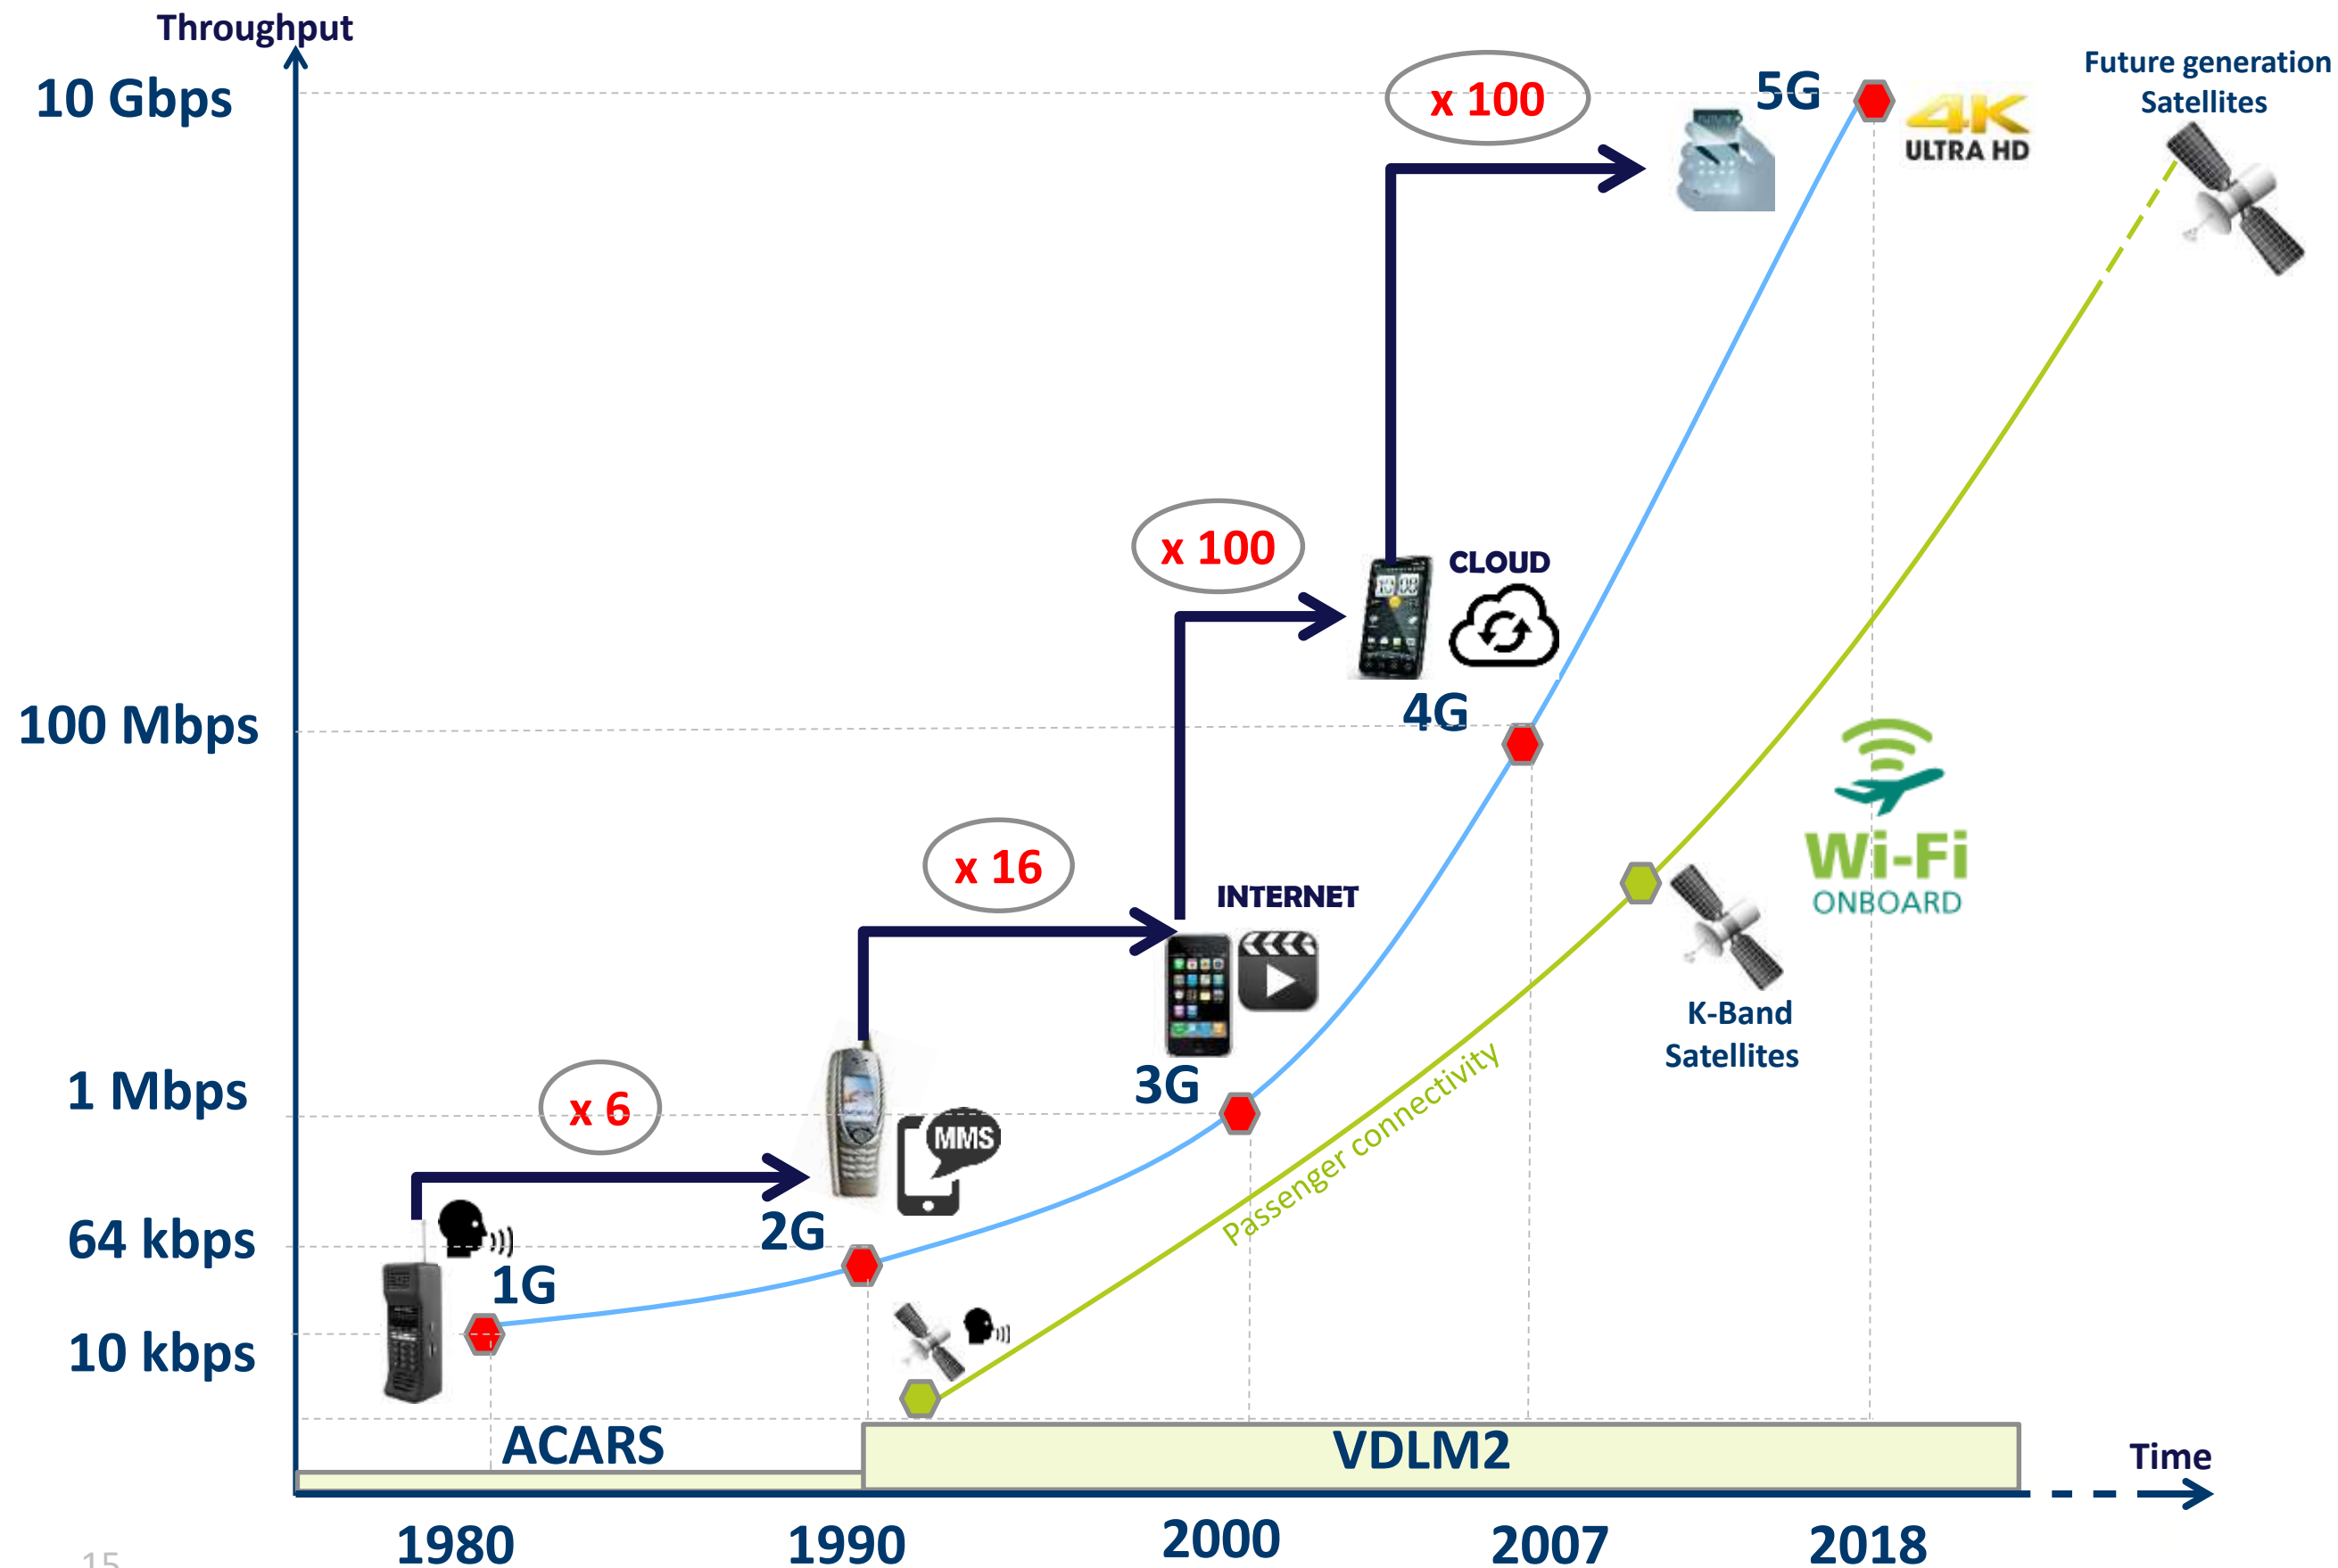 Throughput
10 Gbps
x 100
5G
4K
ULTRA HD
Future generation
Satellites
x 100
CLOUD
4G
100 Mbps
x 16
INTERNET
Wi-Fi
ONBOARD
K-Band
Satellites
3G
1 Mbps
x 6
MMS
Passenger connectivity
2G
64 kbps
1G
10 kbps
ACARS
VDLM2
Time
1980
1990
2000
2007
2018
15